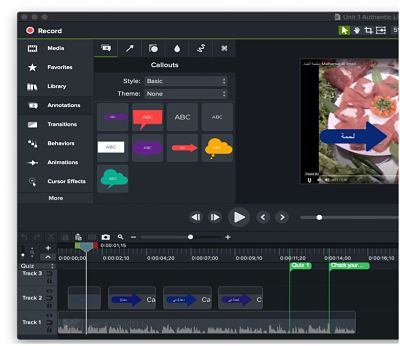 Unit 1 Authentic Li
Record
Media
Favorites
Library
Annotations
Transitions
Behaviors
Animations
Cursor Effects
More
Callouts
Style: Basic
Theme: None
ABC
ABC
ABC
ABC
ABC
ABC
ABC
ABC
ABC
لحمة
0:00:01;15
0:00:00;00 0:00:02;10 0:00:04;20 0:00:07;00 0:00:09;10 0:00:11;20 0:00:14;00 0:00:16;10
Quiz
Quiz 1
Check your...
Track 3
Track 2
Ca
Ca
C
Track 1